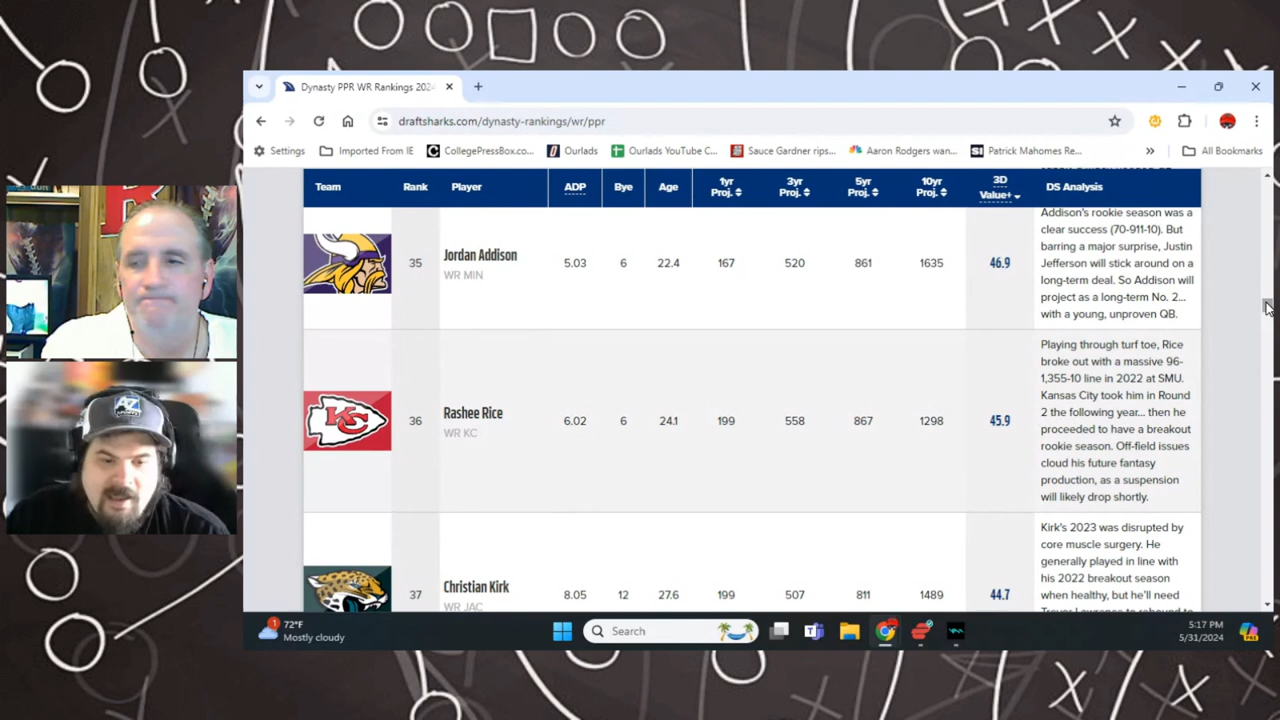 Dynasty PPR WR Rankings 202
draftsharks.com/dynasty-rankings/wr/ppr
Settings Imported From IE CollegePressBox.co... Ourlads Ourlads YouTube C... Sauce Gardner rips... Aaron Rodgers wan... Patrick Mahomes Re... » All Bookmarks
Team Rank Player ADP Bye Age 1yr Proj. 3yr Proj. 5yr Proj. 10yr Proj. 3D Value+ DS Analysis
35 Jordan Addison WR MIN 5.03 6 22.4 167 520 861 1635 46.9
Addison's rookie season was a
clear success (70-911-10). But
barring a major surprise, Justin
Jefferson will stick around on a
long-term deal. So Addison will
project as a long-term No. 2...
with a young, unproven QB.
36 Rashee Rice WR KC 6.02 6 24.1 199 558 867 1298 45.9
Playing through turf toe, Rice
broke out with a massive 96-
1,355-10 line in 2022 at SMU.
Kansas City took him in Round
2 the following year... then he
proceeded to have a breakout
rookie season. Off-field issues
cloud his future fantasy
production, as a suspension
will likely drop shortly.
37 Christian Kirk WR JAC 8.05 12 27.6 199 507 811 1489 44.7
Kirk's 2023 was disrupted by
core muscle surgery. He
generally played in line with
his 2022 breakout season
when healthy, but he'll need
Trevor Lawrence to rebound to
1
72°F
Mostly cloudy
Search
5:17 PM
5/31/2024